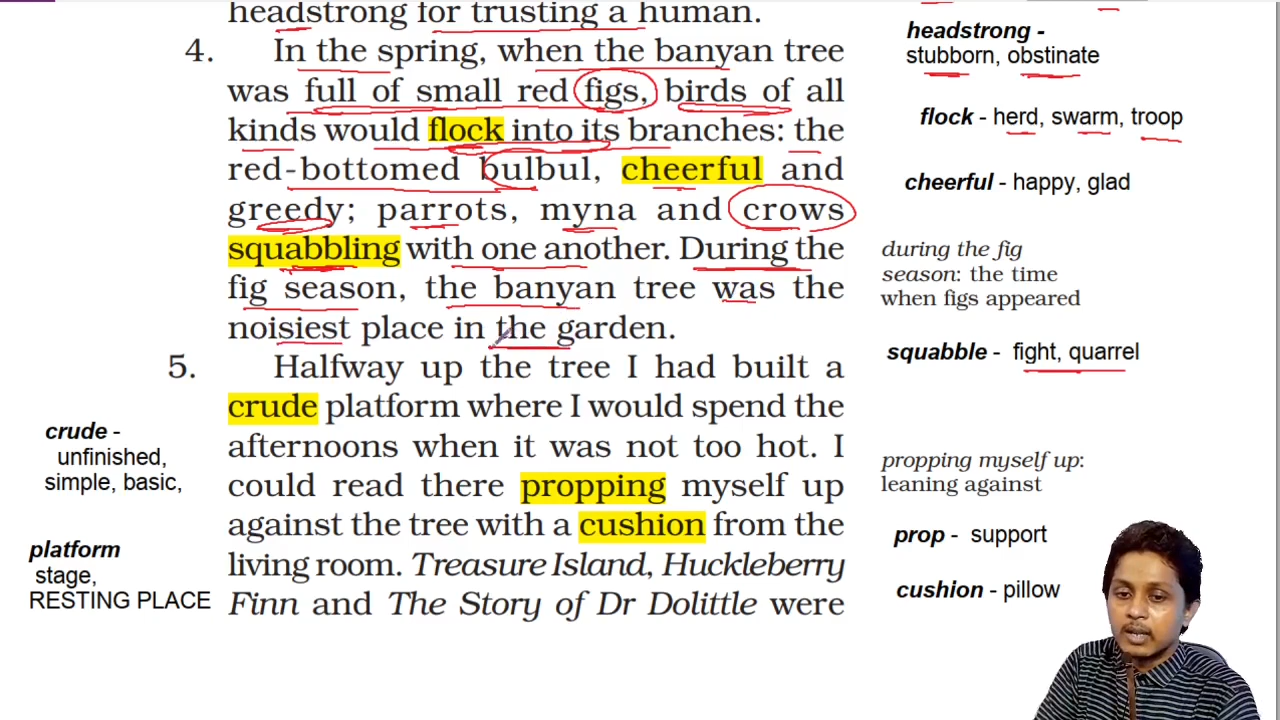 headstrong for trusting a human.
4. In the spring, when the banyan tree
was full of small red figs, birds of all
kinds would flock into its branches: the
red-bottomed bulbul, cheerful and
greedy; parrots, myna and crows
squabbling with one another. During the
fig season, the banyan tree was the
noisiest place in the garden.
5. Halfway up the tree I had built a
crude platform where I would spend the
afternoons when it was not too hot. I
could read there propping myself up
against the tree with a cushion from the
living room. Treasure Island, Huckleberry
Finn and The Story of Dr Dolittle were
crude -
unfinished,
simple, basic,
platform
stage,
RESTING PLACE
headstrong -
stubborn, obstinate
flock - herd, swarm, troop
cheerful - happy, glad
during the fig
season: the time
when figs appeared
squabble - fight, quarrel
propping myself up:
leaning against
prop - support
cushion - pillow